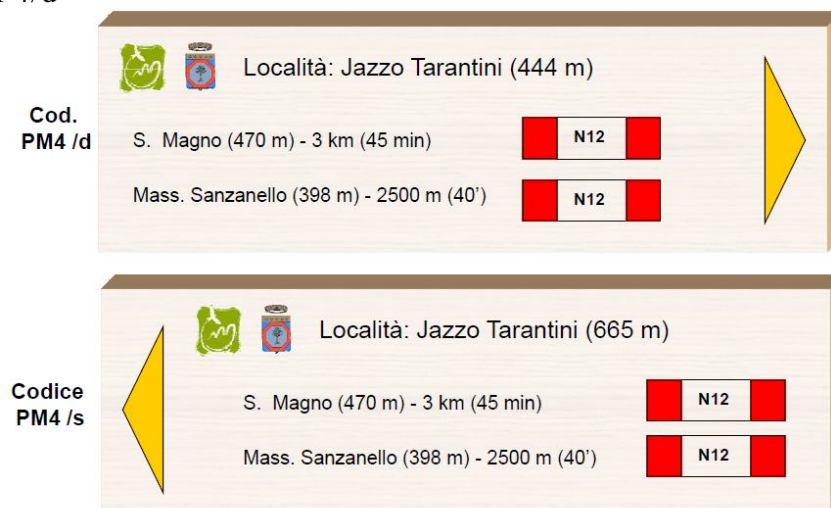 Località: Jazzo Tarantini (444 m)
Cod.
PM4 /d
S. Magno (470 m) - 3 km (45 min)
N12
Mass. Sanzanello (398 m) - 2500 m (40’)
N12
Località: Jazzo Tarantini (665 m)
Codice
PM4 /s
S. Magno (470 m) - 3 km (45 min)
N12
Mass. Sanzanello (398 m) - 2500 m (40’)
N12